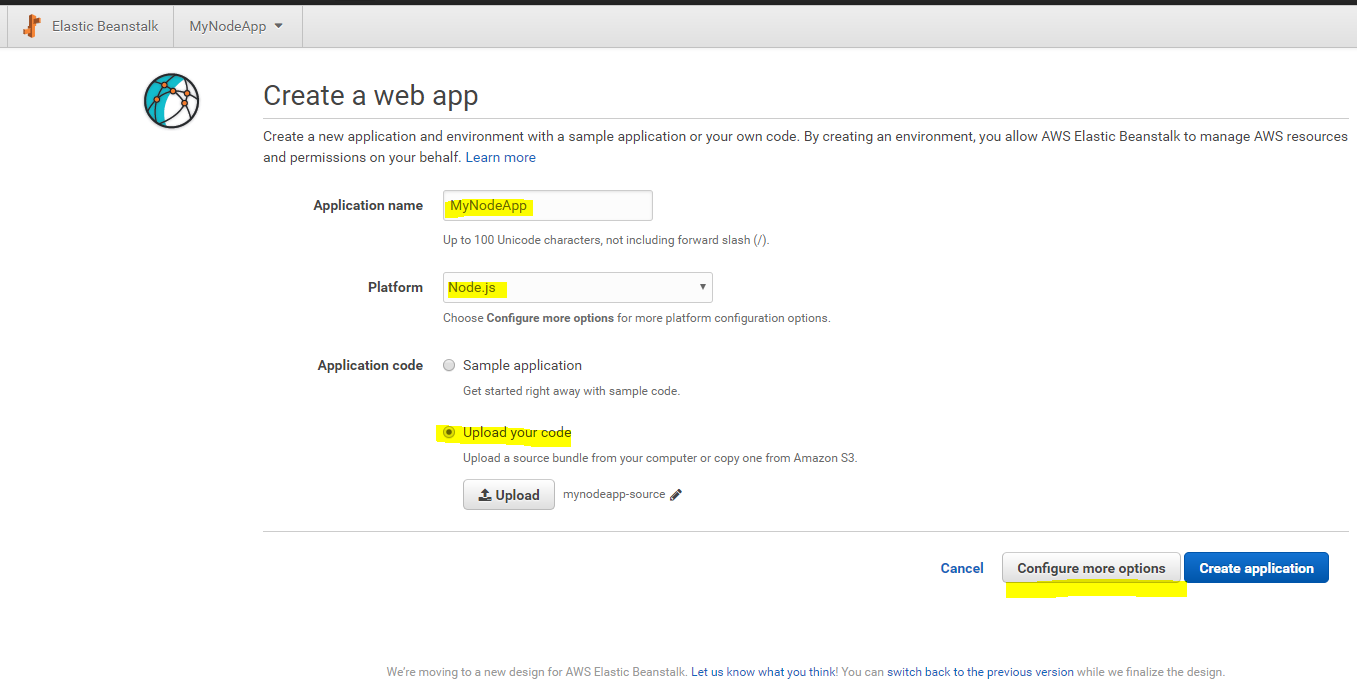 Elastic Beanstalk MyNodeApp
Create a web app
Create a new application and environment with a sample application or your own code. By creating an environment, you allow AWS Elastic Beanstalk to manage AWS resources
and permissions on your behalf. Learn more
Application name MyNodeApp
Up to 100 Unicode characters, not including forward slash (/).
Platform Node.js
Choose Configure more options for more platform configuration options.
Application code Sample application
Get started right away with sample code.
Upload your code
Upload a source bundle from your computer or copy one from Amazon S3.
Upload mynodeapp-source
Cancel Configure more options Create application
We're moving to a new design for AWS Elastic Beanstalk. Let us know what you think! You can switch back to the previous version while we finalize the design.